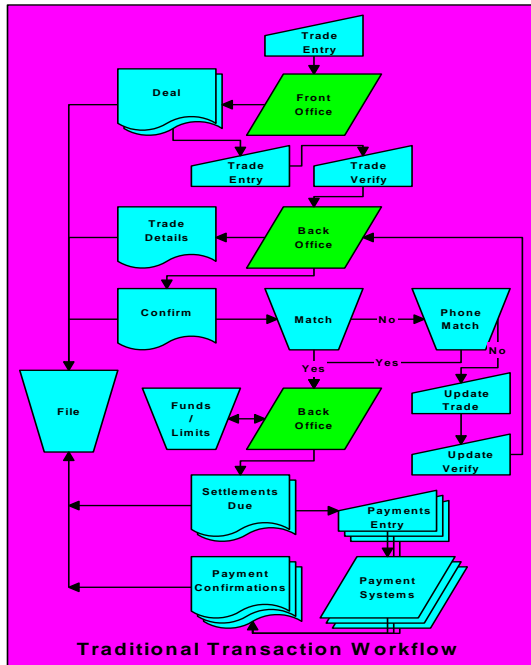 Trade
Entry
Deal
Front
Office
Trade
Entry
Trade
Verify
Trade
Details
Back
Office
Confirm
Match
No
Phone
Match
No
Yes
Yes
File
Funds
/
Limits
Back
Office
Update
Trade
Update
Verify
Settlements
Due
Payments
Entry
Payment
Confirmations
Payment
Systems
Traditional Transaction Workflow